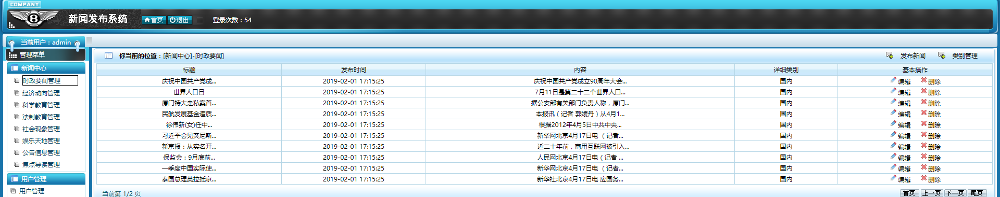 COMPANY
B
新闻发布系统 首页 退出 登录次数：54
当前用户：admin
管理菜单
新闻中心
时政要闻管理
经济动向管理
科学教育管理
法制教育管理
社会现象管理
娱乐天地管理
公告信息管理
焦点导读管理
用户管理
用户管理
你当前的位置：[新闻中心]-[时政要闻] 发布新闻 类别管理
标题 发布时间 内容 详细类别 基本操作
庆祝中国共产党成... 2019-02-01 17:15:25 庆祝中国共产党成立90周年大会... 国内 编辑 删除
世界人口日 2019-02-01 17:15:25 7月11日是第二十二个世界人口... 国内 编辑 删除
厦门特大走私案首... 2019-02-01 17:15:25 据公安部有关部门负责人称，厦门... 国内 编辑 删除
民航发展基金遭质... 2019-02-01 17:15:25 本报讯（记者 郭媛丹）从4月1... 国内 编辑 删除
徐伟新(女)任中... 2019-02-01 17:15:25 根据2012年4月5日中共中央... 国内 编辑 删除
习近平会见突尼斯... 2019-02-01 17:15:25 新华网北京4月17日电 （记者... 国内 编辑 删除
新京报：从实名开... 2019-02-01 17:15:25 近二十年前，商用互联网被引入... 国内 编辑 删除
保监会：9月底前... 2019-02-01 17:15:25 人民网北京4月17日电（记者 ... 国内 编辑 删除
一季度中国实际使... 2019-02-01 17:15:25 新华网北京4月17日电 （记者... 国内 编辑 删除
泰国总理英拉抵京... 2019-02-01 17:15:25 新华社北京4月17日电 应国务... 国内 编辑 删除
当前第 1/2 页 首页 上一页 下一页 尾页